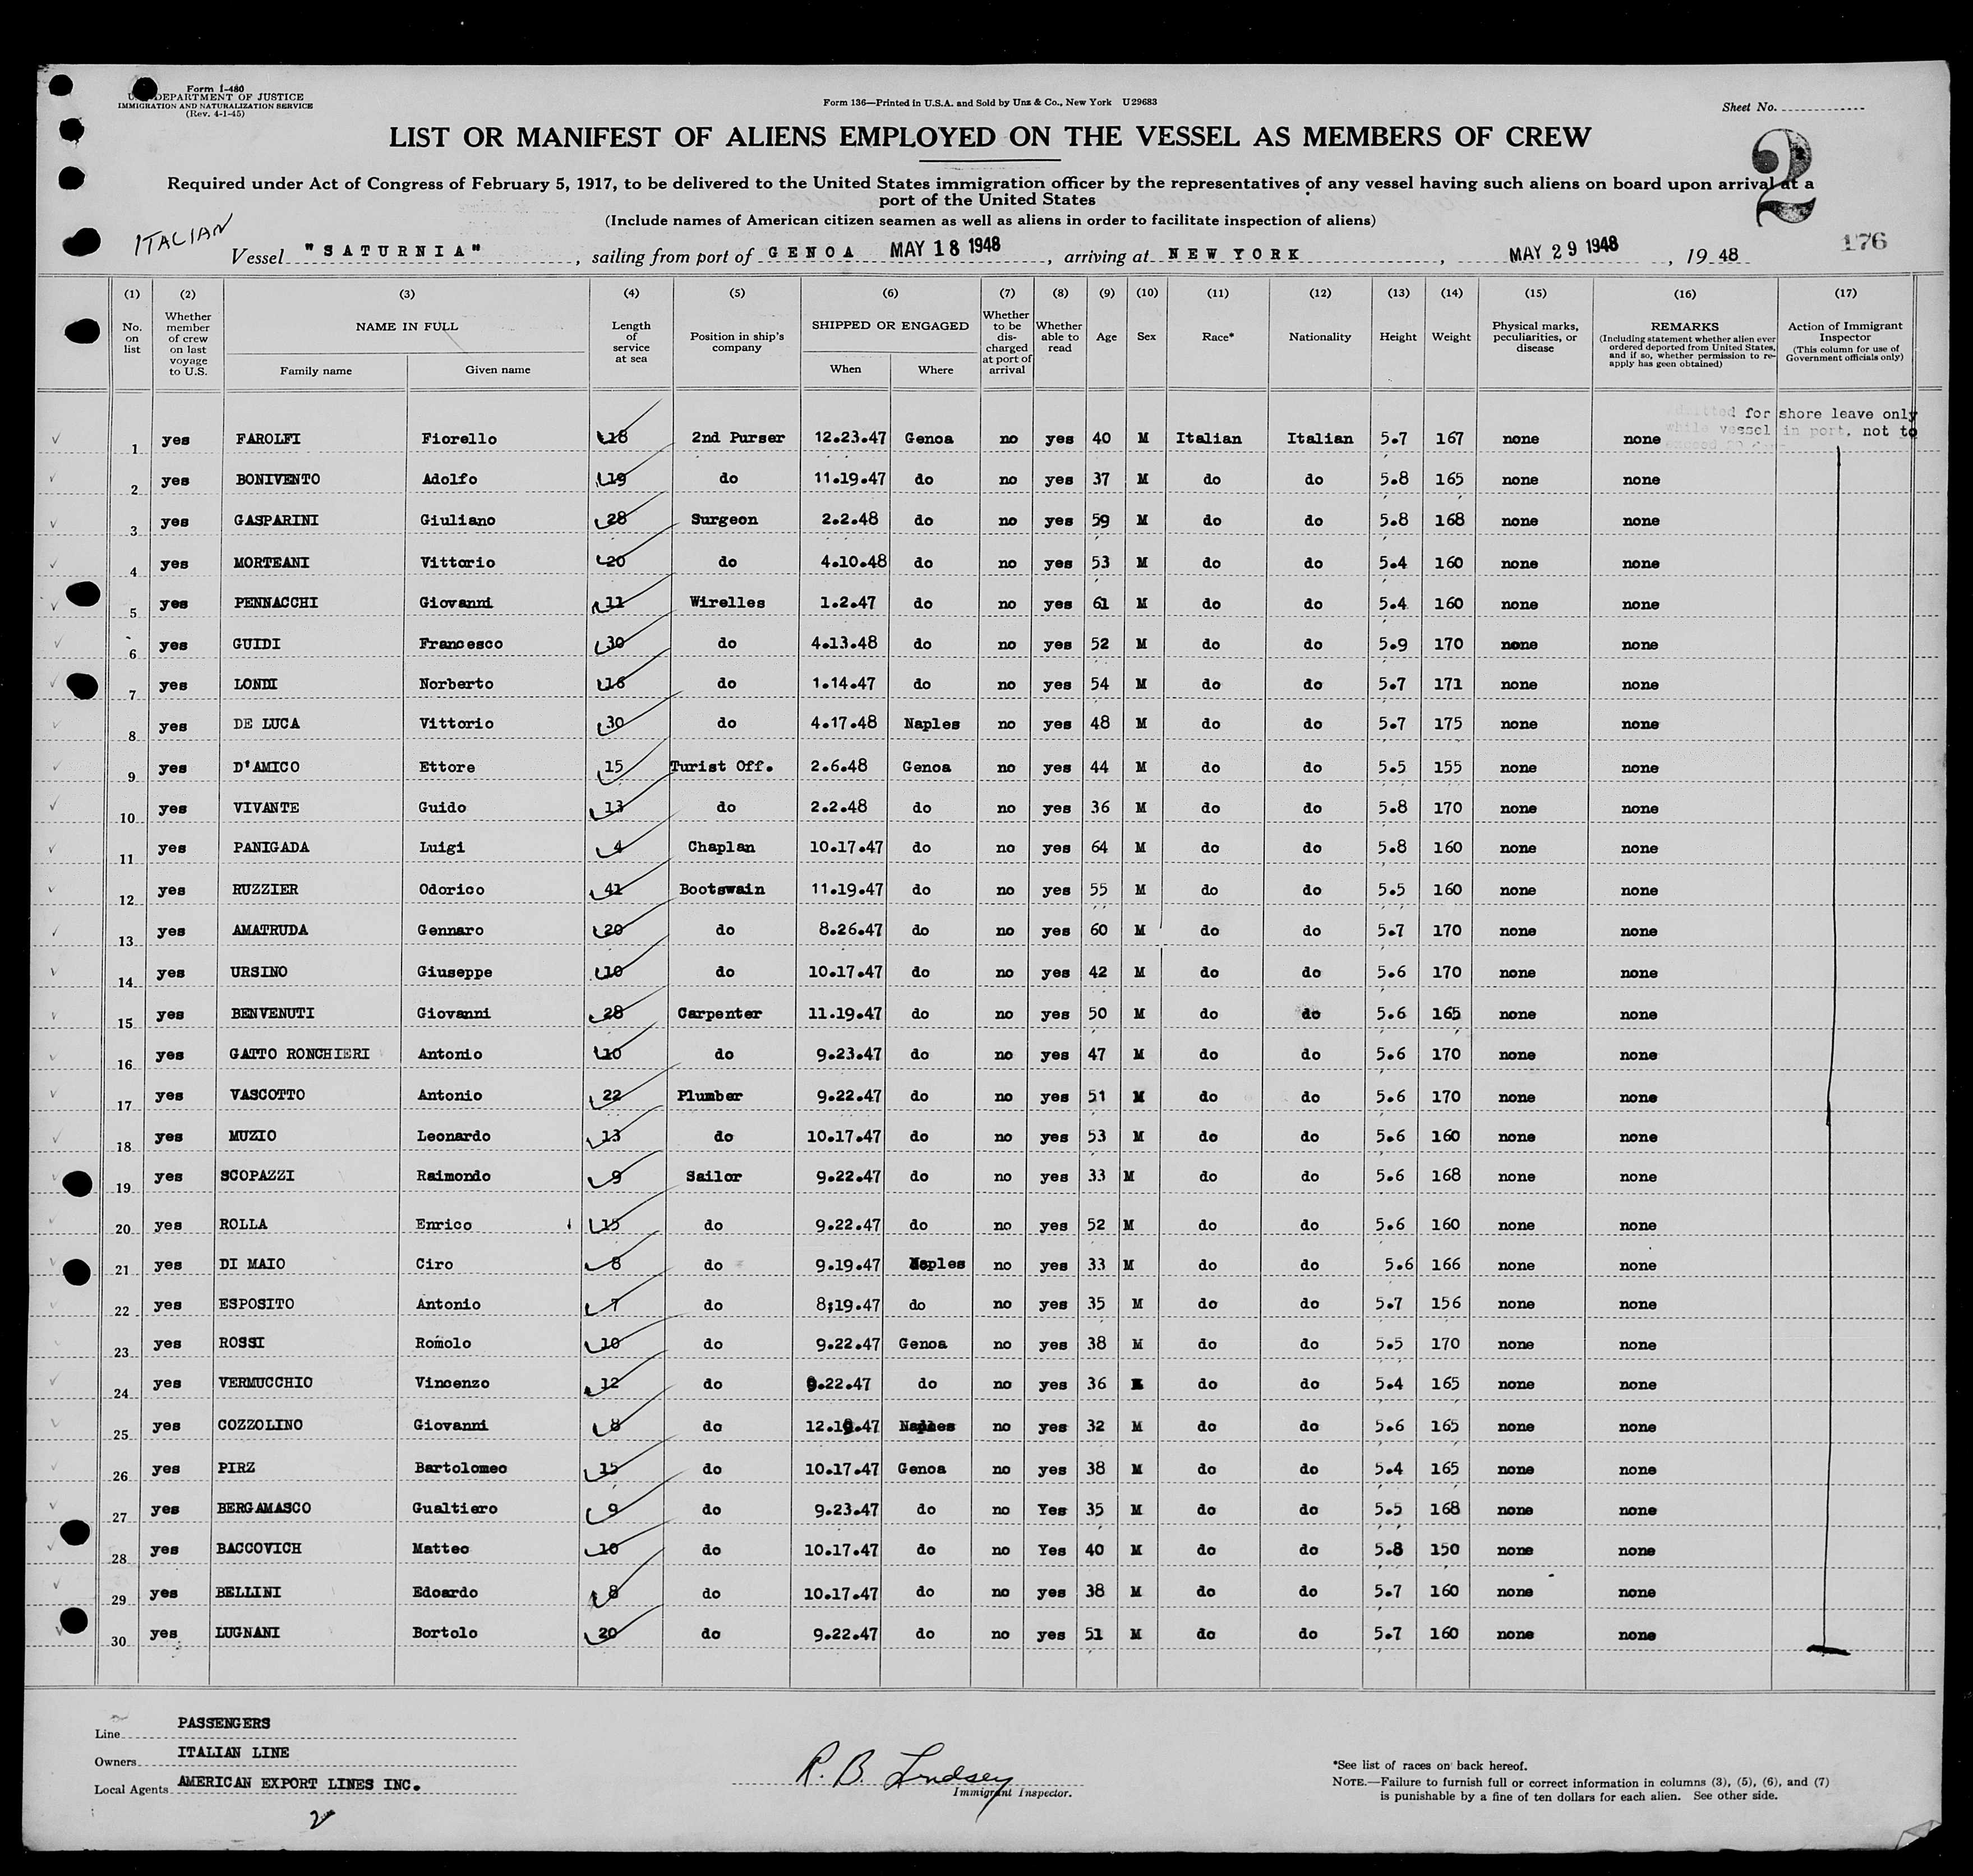 Form I-480
DEPARTMENT OF JUSTICE
IMMIGRATION AND NATURALIZATION SERVICE
(Rev. 4-1-45)
Form 136—Printed in U.S.A. and Sold by Unz & Co., New York U29683
Sheet No.
LIST OR MANIFEST OF ALIENS EMPLOYED ON THE VESSEL AS MEMBERS OF CREW
2
Required under Act of Congress of February 5, 1917, to be delivered to the United States immigration officer by the representatives of any vessel having such aliens on board upon arrival at a
port of the United States
(Include names of American citizen seamen as well as aliens in order to facilitate inspection of aliens)
ITALIAN
Vessel "SATURNIA", sailing from port of GENOA MAY 18 1948, arriving at NEW YORK, MAY 29 1948, 19 48
176
(1) No. on list
(2) Whether member of crew on last voyage to U.S.
(3) NAME IN FULL Family name Given name
(4) Length of service at sea
(5) Position in ship's company
(6) SHIPPED OR ENGAGED When Where
(7) Whether to be discharged at port of arrival
(8) Whether able to read
(9) Age
(10) Sex
(11) Race*
(12) Nationality
(13) Height
(14) Weight
(15) Physical marks, peculiarities, or disease
(16) REMARKS (Including statement whether alien ever ordered deported from United States, and if so, whether permission to re-apply has geen obtained)
(17) Action of Immigrant Inspector (This column for use of Government officials only)
admitted for shore leave only
while vessel in port, not to
1 yes FAROLFI Fiorello 18 2nd Purser 12.23.47 Genoa no yes 40 M Italian Italian 5.7 167 none none
2 yes BONIVENTO Adolfo 19 do 11.19.47 do no yes 37 M do do 5.8 165 none none
3 yes GASPARINI Giuliano 28 Surgeon 2.2.48 do no yes 59 M do do 5.8 168 none none
4 yes MORTEANI Vittorio 20 do 4.10.48 do no yes 53 M do do 5.4 160 none none
5 yes PENNACCHI Giovanni 11 Wirelles 1.2.47 do no yes 61 M do do 5.4 160 none none
6 yes GUIDI Francesco 30 do 4.13.48 do no yes 52 M do do 5.9 170 none none
7 yes LONDI Norberto 16 do 1.14.47 do no yes 54 M do do 5.7 171 none none
8 yes DE LUCA Vittorio 30 do 4.17.48 Naples no yes 48 M do do 5.7 175 none none
9 yes D'AMICO Ettore 15 Turist Off. 2.6.48 Genoa no yes 44 M do do 5.5 155 none none
10 yes VIVANTE Guido 13 do 2.2.48 do no yes 36 M do do 5.8 170 none none
11 yes PANIGADA Luigi 4 Chaplan 10.17.47 do no yes 64 M do do 5.8 160 none none
12 yes RUZZIER Odorico 41 Bootswain 11.19.47 do no yes 55 M do do 5.5 160 none none
13 yes AMATRUDA Gennaro 20 do 8.26.47 do no yes 60 M do do 5.7 170 none none
14 yes URSINO Giuseppe 10 do 10.17.47 do no yes 42 M do do 5.6 170 none none
15 yes BENVENUTI Giovanni 28 Carpenter 11.19.47 do no yes 50 M do do 5.6 165 none none
16 yes GATTO RONCHIERI Antonio 10 do 9.23.47 do no yes 47 M do do 5.6 170 none none
17 yes VASCOTTO Antonio 22 Plumber 9.22.47 do no yes 51 M do do 5.6 170 none none
18 yes MUZIO Leonardo 13 do 10.17.47 do no yes 53 M do do 5.6 160 none none
19 yes SCOPAZZI Raimondo 9 Sailor 9.22.47 do no yes 33 M do do 5.6 168 none none
20 yes ROLLA Enrico 15 do 9.22.47 do no yes 52 M do do 5.6 160 none none
21 yes DI MAIO Ciro 8 do 9.19.47 Naples no yes 33 M do do 5.6 166 none none
22 yes ESPOSITO Antonio 7 do 8;19.47 do no yes 35 M do do 5.7 156 none none
23 yes ROSSI Romolo 10 do 9.22.47 Genoa no yes 38 M do do 5.5 170 none none
24 yes VERMUCCHIO Vincenzo 12 do 9.22.47 do no yes 36 M do do 5.4 165 none none
25 yes COZZOLINO Giovanni 8 do 12.19.47 Naples no yes 32 M do do 5.6 165 none none
26 yes PIRZ Bartolomeo 15 do 10.17.47 Genoa no yes 38 M do do 5.4 165 none none
27 yes BERGAMASCO Gualtiero 9 do 9.23.47 do no Yes 35 M do do 5.5 168 none none
28 yes BACCOVICH Matteo 10 do 10.17.47 do no Yes 40 M do do 5.8 150 none none
29 yes BELLINI Edoardo 8 do 10.17.47 do no yes 38 M do do 5.7 160 none none
30 yes LUGNANI Bortolo 20 do 9.22.47 do no yes 51 M do do 5.7 160 none none
Line PASSENGERS
Owners ITALIAN LINE
Local Agents AMERICAN EXPORT LINES INC.
2
R. B. Lindsey
Immigrant Inspector.
*See list of races on back hereof.
NOTE.—Failure to furnish full or correct information in columns (3), (5), (6), and (7)
is punishable by a fine of ten dollars for each alien. See other side.